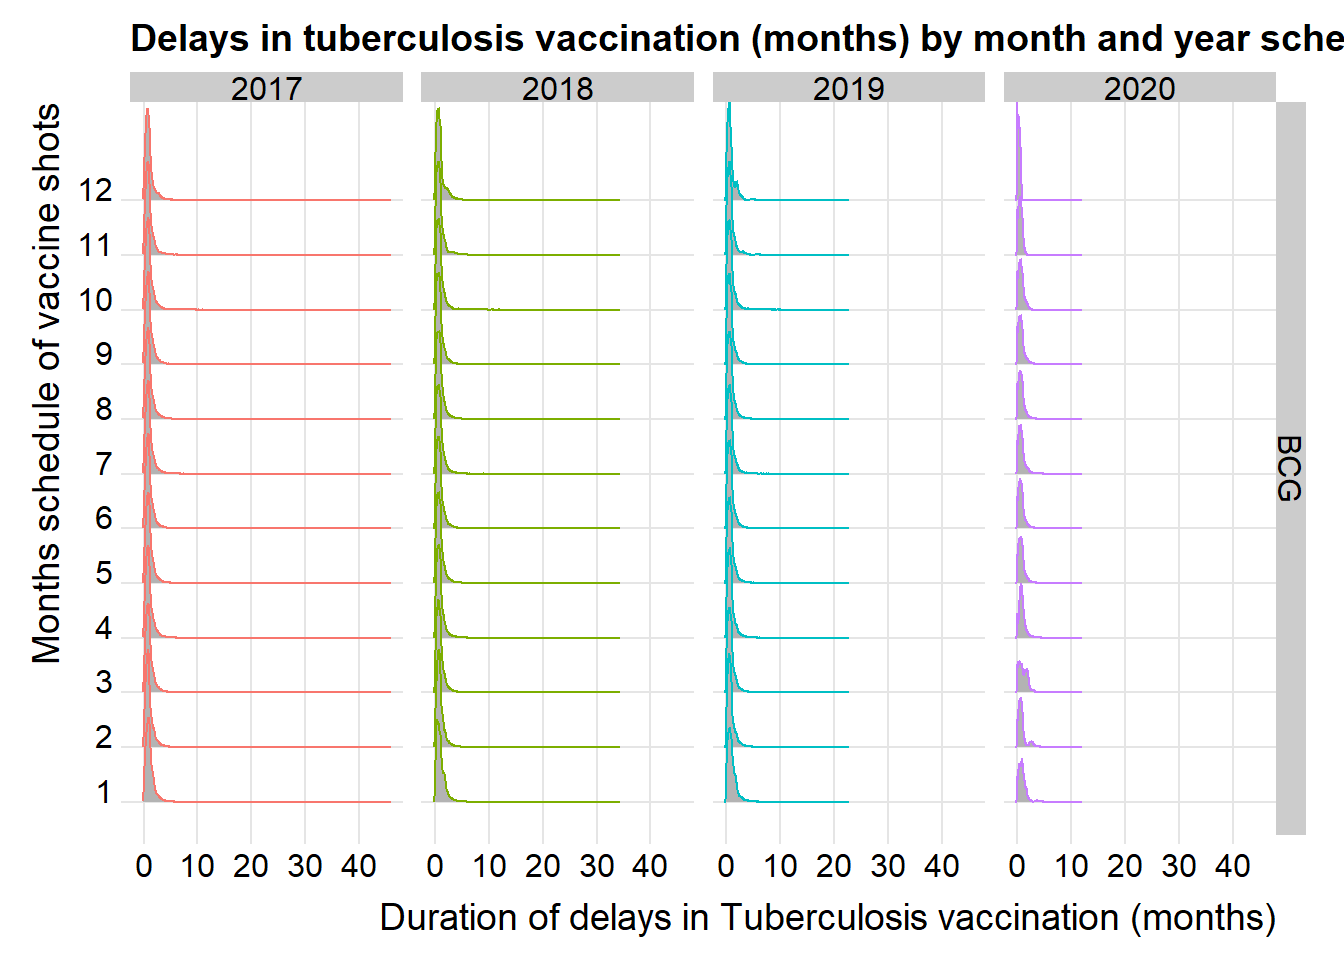 Delays in tuberculosis vaccination (months) by month and year sche
2017 2018 2019 2020
Months schedule of vaccine shots
12
11
10
9
8
7
6
5
4
3
2
1
BCG
0 10 20 30 40 0 10 20 30 40 0 10 20 30 40 0 10 20 30 40
Duration of delays in Tuberculosis vaccination (months)